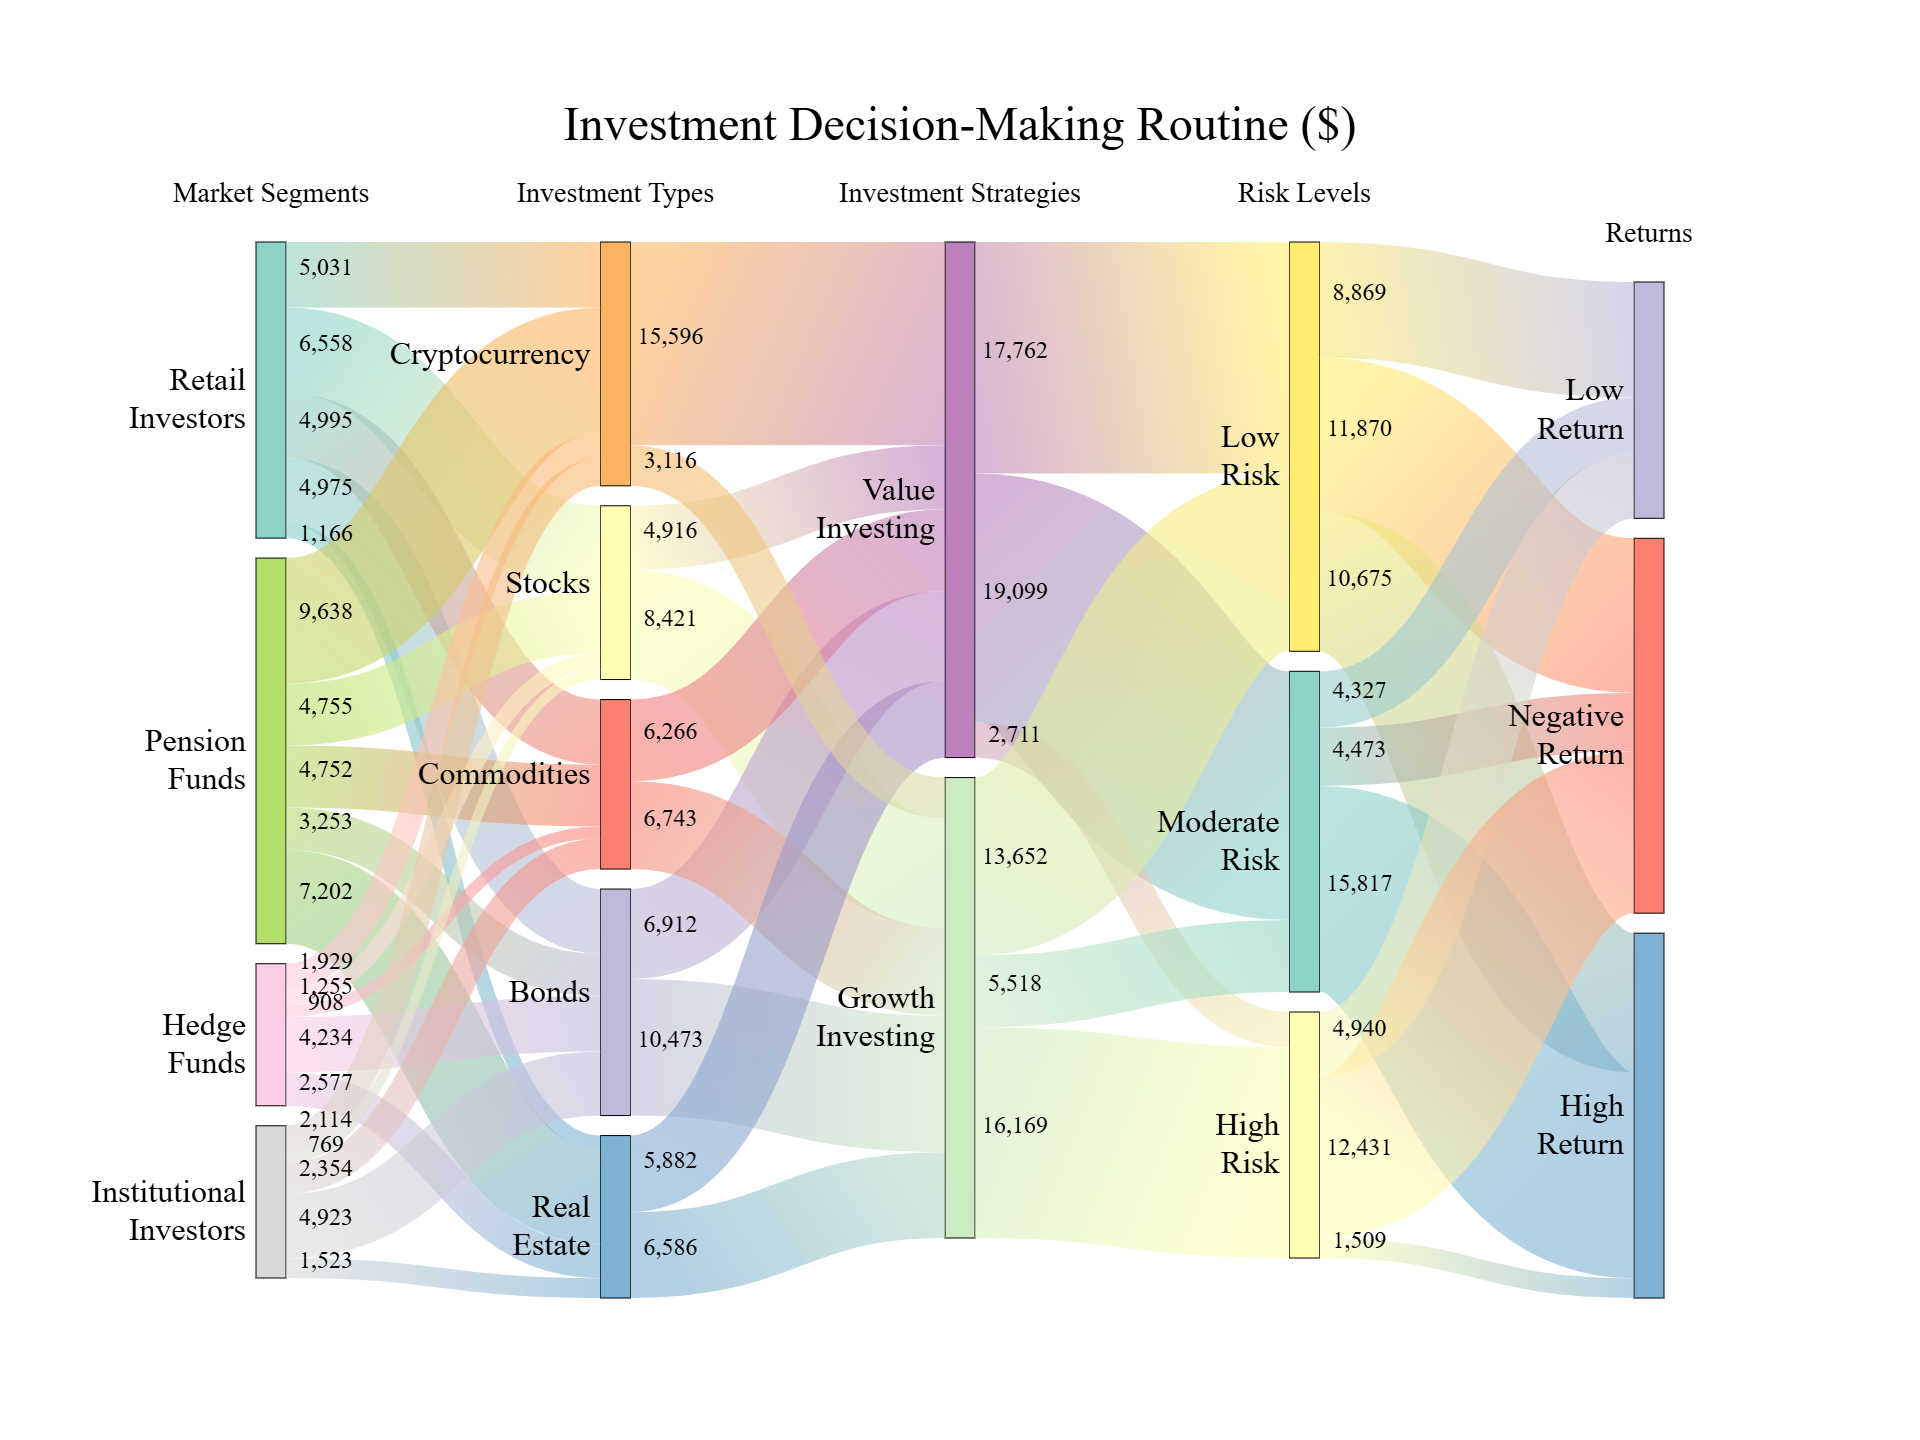 Investment Decision-Making Routine ($)
Market Segments
Investment Types
Investment Strategies
Risk Levels
Returns
Retail
Investors
5,031
6,558
4,995
4,975
1,166
Pension
Funds
9,638
4,755
4,752
3,253
7,202
Hedge
Funds
1,929
1,255
908
4,234
2,577
Institutional
Investors
2,114
769
2,354
4,923
1,523
Cryptocurrency
15,596
3,116
Stocks
4,916
8,421
Commodities
6,266
6,743
Bonds
6,912
10,473
Real
Estate
5,882
6,586
Value
Investing
17,762
19,099
2,711
Growth
Investing
13,652
5,518
16,169
Low
Risk
8,869
11,870
10,675
Moderate
Risk
4,327
4,473
15,817
High
Risk
4,940
12,431
1,509
Low
Return
Negative
Return
High
Return